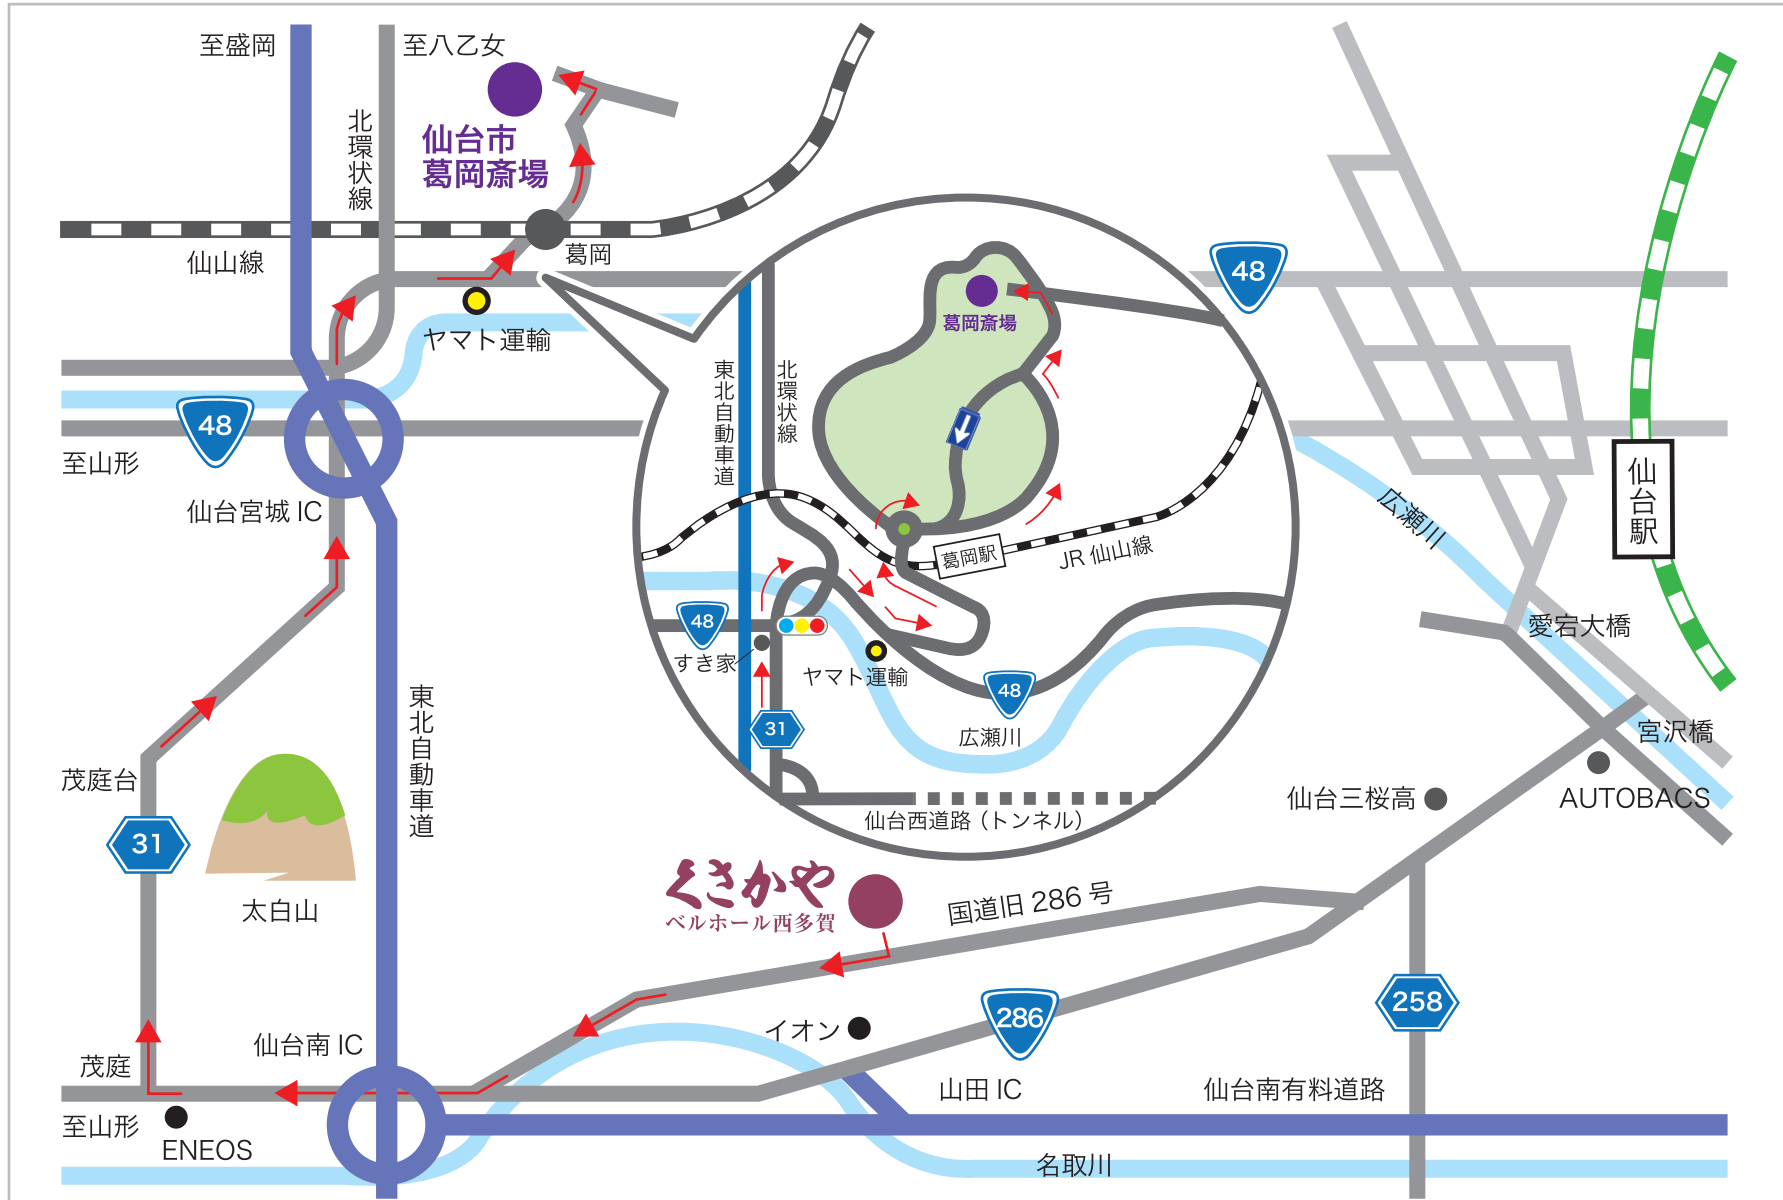 至盛岡
至八乙女
北環状線
仙台市
葛岡斎場
仙山線
葛岡
ヤマト運輸
48
至山形
仙台宮城 IC
48
葛岡斎場
東北自動車道
北環状線
葛岡駅
JR 仙山線
48
すき家
ヤマト運輸
48
31
広瀬川
仙台西道路（トンネル）
仙台駅
広瀬川
愛宕大橋
宮沢橋
AUTOBACS
仙台三桜高
東北自動車道
茂庭台
31
太白山
くさかや
ベルホール西多賀
国道旧 286 号
258
286
イオン
仙台南 IC
茂庭
山田 IC
仙台南有料道路
至山形
ENEOS
名取川